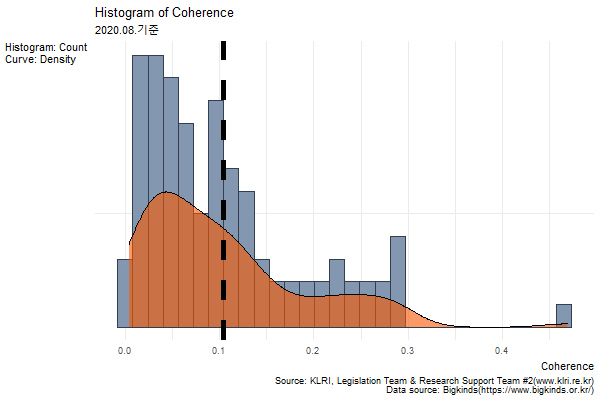 Histogram of Coherence
2020.08.기준
Histogram: Count
Curve: Density
0.0 0.1 0.2 0.3 0.4
Coherence
Source: KLRI, Legislation Team & Research Support Team #2(www.klri.re.kr)
Data source: Bigkinds(https://www.bigkinds.or.kr/)